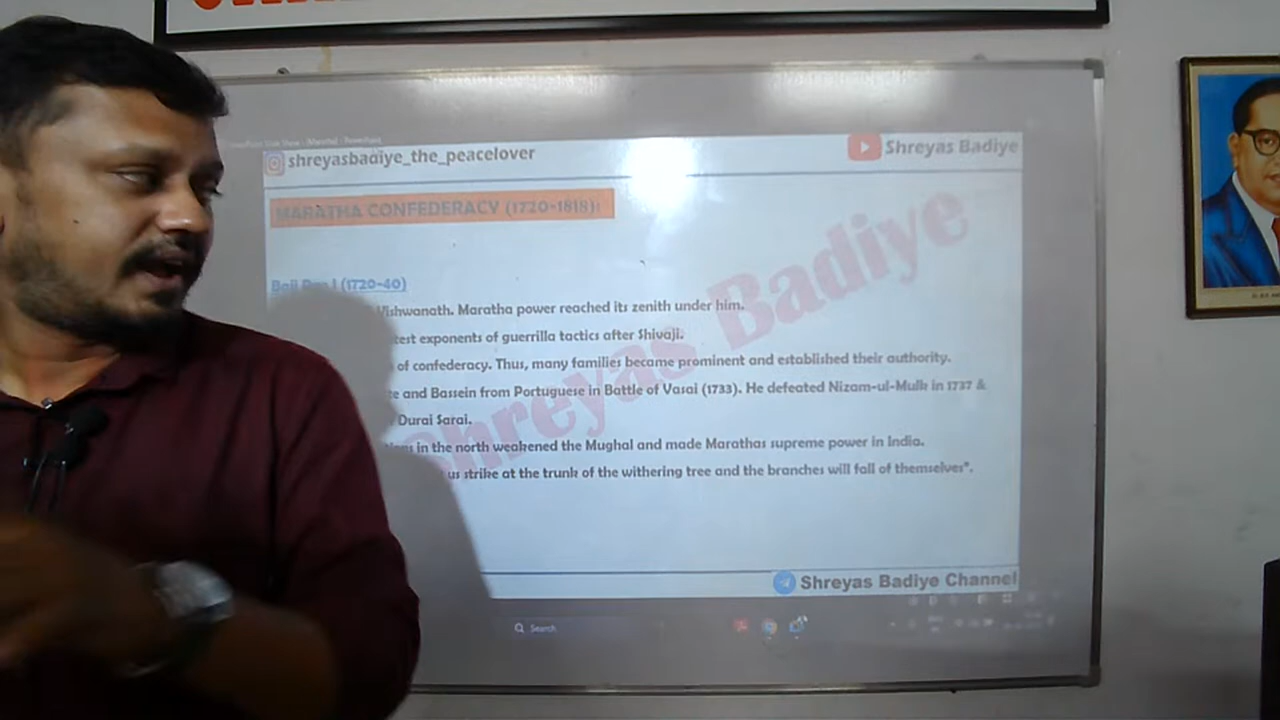 shreyasbadiye_the_peacelover
Shreyas Badiye
MARATHA CONFEDERACY (1720-1818):
Baji Rao I (1720-40)
Vishwanath. Maratha power reached its zenith under him.
exponents of guerrilla tactics after Shivaji.
of confederacy. Thus, many families became prominent and established their authority.
and Bassein from Portuguese in Battle of Vasai (1733). He defeated Nizam-ul-Mulk in 1737 &
Durai Sarai.
in the north weakened the Mughal and made Marathas supreme power in India.
us strike at the trunk of the withering tree and the branches will fall of themselves".
Shreyas Badiye
Shreyas Badiye Channel
Search